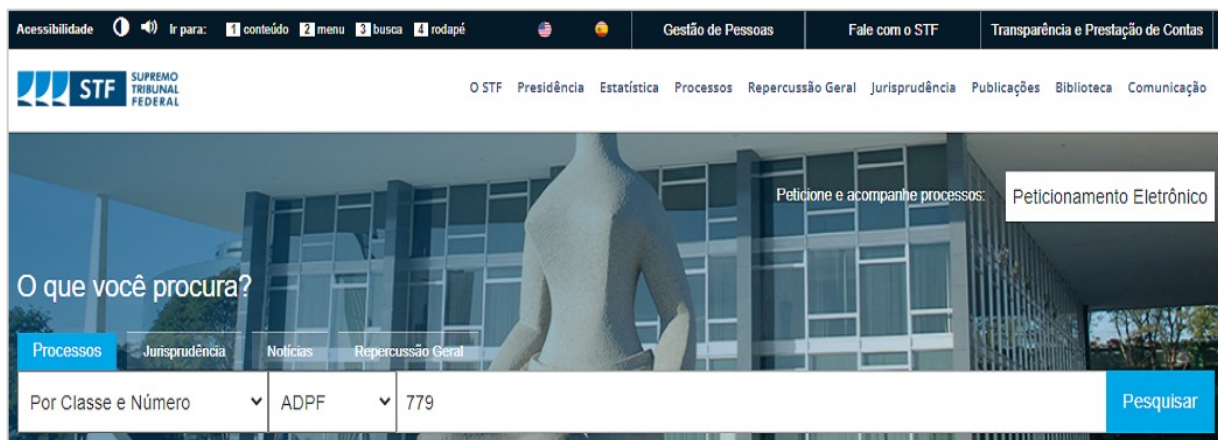 Acessibilidade Ir para: 1 conteúdo 2 menu 3 busca 4 rodapé Gestão de Pessoas Fale com o STF Transparência e Prestação de Contas
STF SUPREMO
TRIBUNAL
FEDERAL
O STF Presidência Estatística Processos Repercussão Geral Jurisprudência Publicações Biblioteca Comunicação
Peticione e acompanhe processos: Peticionamento Eletrônico
O que você procura?
Processos Jurisprudência Notícias Repercussão Geral
Por Classe e Número ADPF 779 Pesquisar